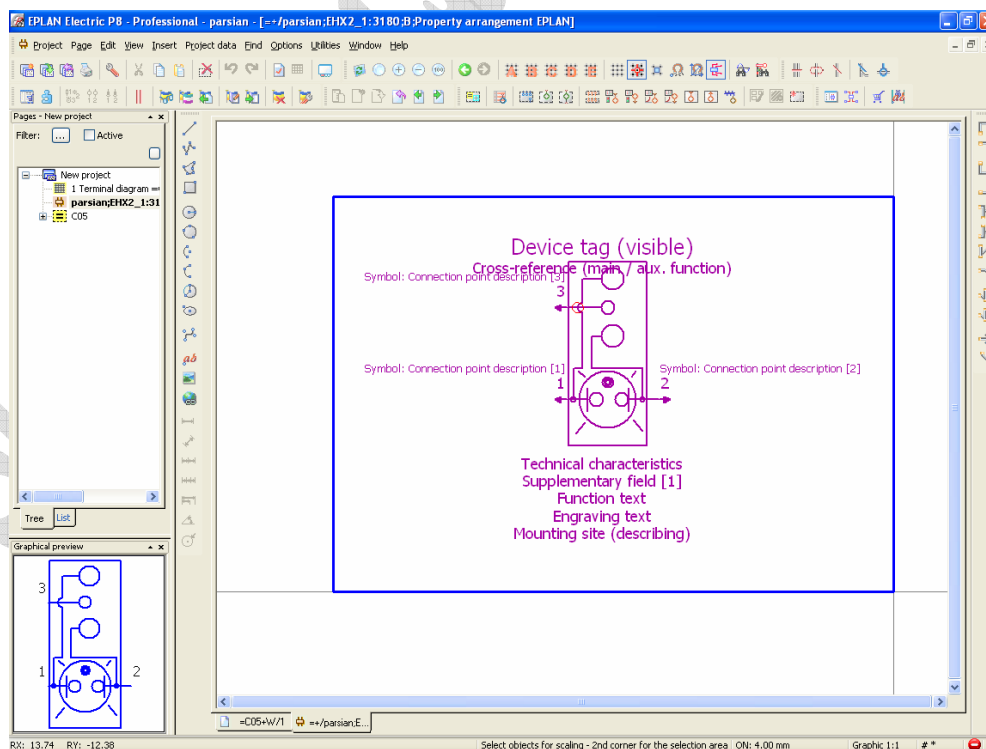 EPLAN Electric P8 - Professional - parsian - [=+/parsian;EHX2_1:3180;B;Property arrangement EPLAN]
Project Page Edit View Insert Project data Find Options Utilities Window Help
Pages - New project
Filter: ... Active
New project
1 Terminal diagram =
parsian;EHX2_1:31
C05
Tree List
Graphical preview
3
1 2
ab
Device tag (visible)
Cross-reference (main / aux. function)
Symbol: Connection point description [3]
3
Symbol: Connection point description [1] Symbol: Connection point description [2]
1 2
Technical characteristics
Supplementary field [1]
Function text
Engraving text
Mounting site (describing)
=C05+W/1 =+/parsian;E...
RX: 13.74 RY: -12.38 Select objects for scaling - 2nd corner for the selection area ON: 4.00 mm Graphic 1:1 # *